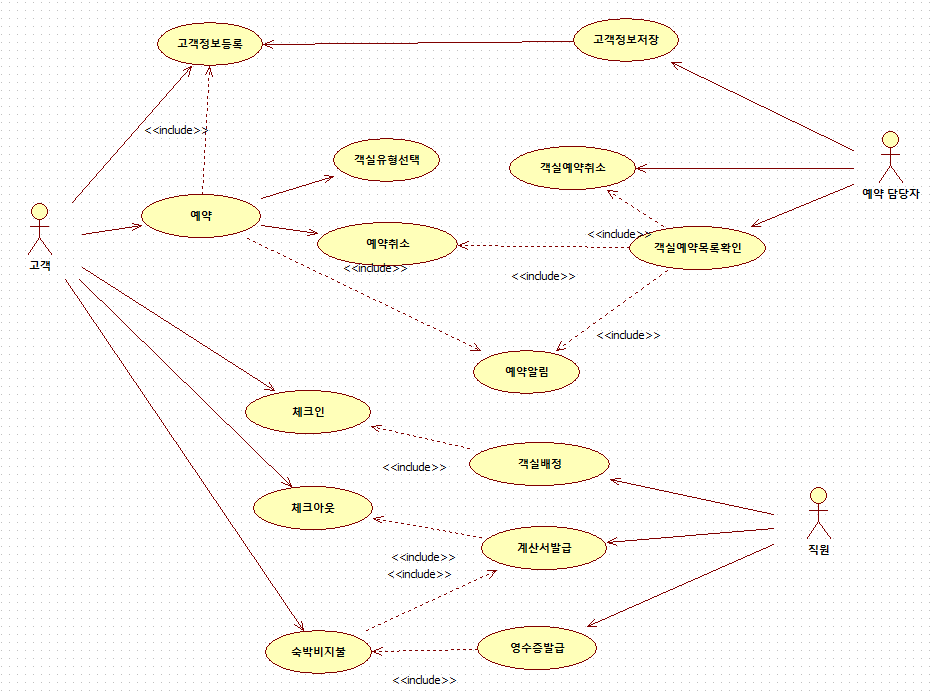 고객정보등록
고객정보저장
<<include>>
객실유형선택
객실예약취소
예약 담당자
예약
예약취소
<<include>>
객실예약목록확인
고객
<<include>>
<<include>>
<<include>>
예약알림
체크인
<<include>>
객실배정
체크아웃
직원
계산서발급
<<include>>
<<include>>
숙박비지불
영수증발급
<<include>>